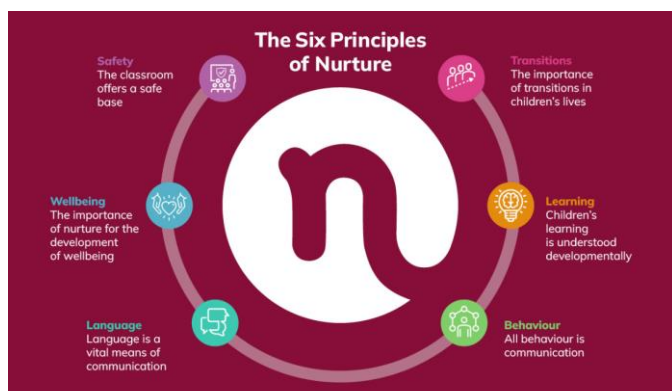 The Six Principles
of Nurture
Safety
The classroom
offers a safe
base
Transitions
The importance
of transitions in
children's lives
Wellbeing
The importance
of nurture for the
development
of wellbeing
n
Learning
Children's
learning
is understood
developmentally
Language
Language is a
vital means of
communication
Behaviour
All behaviour is
communication